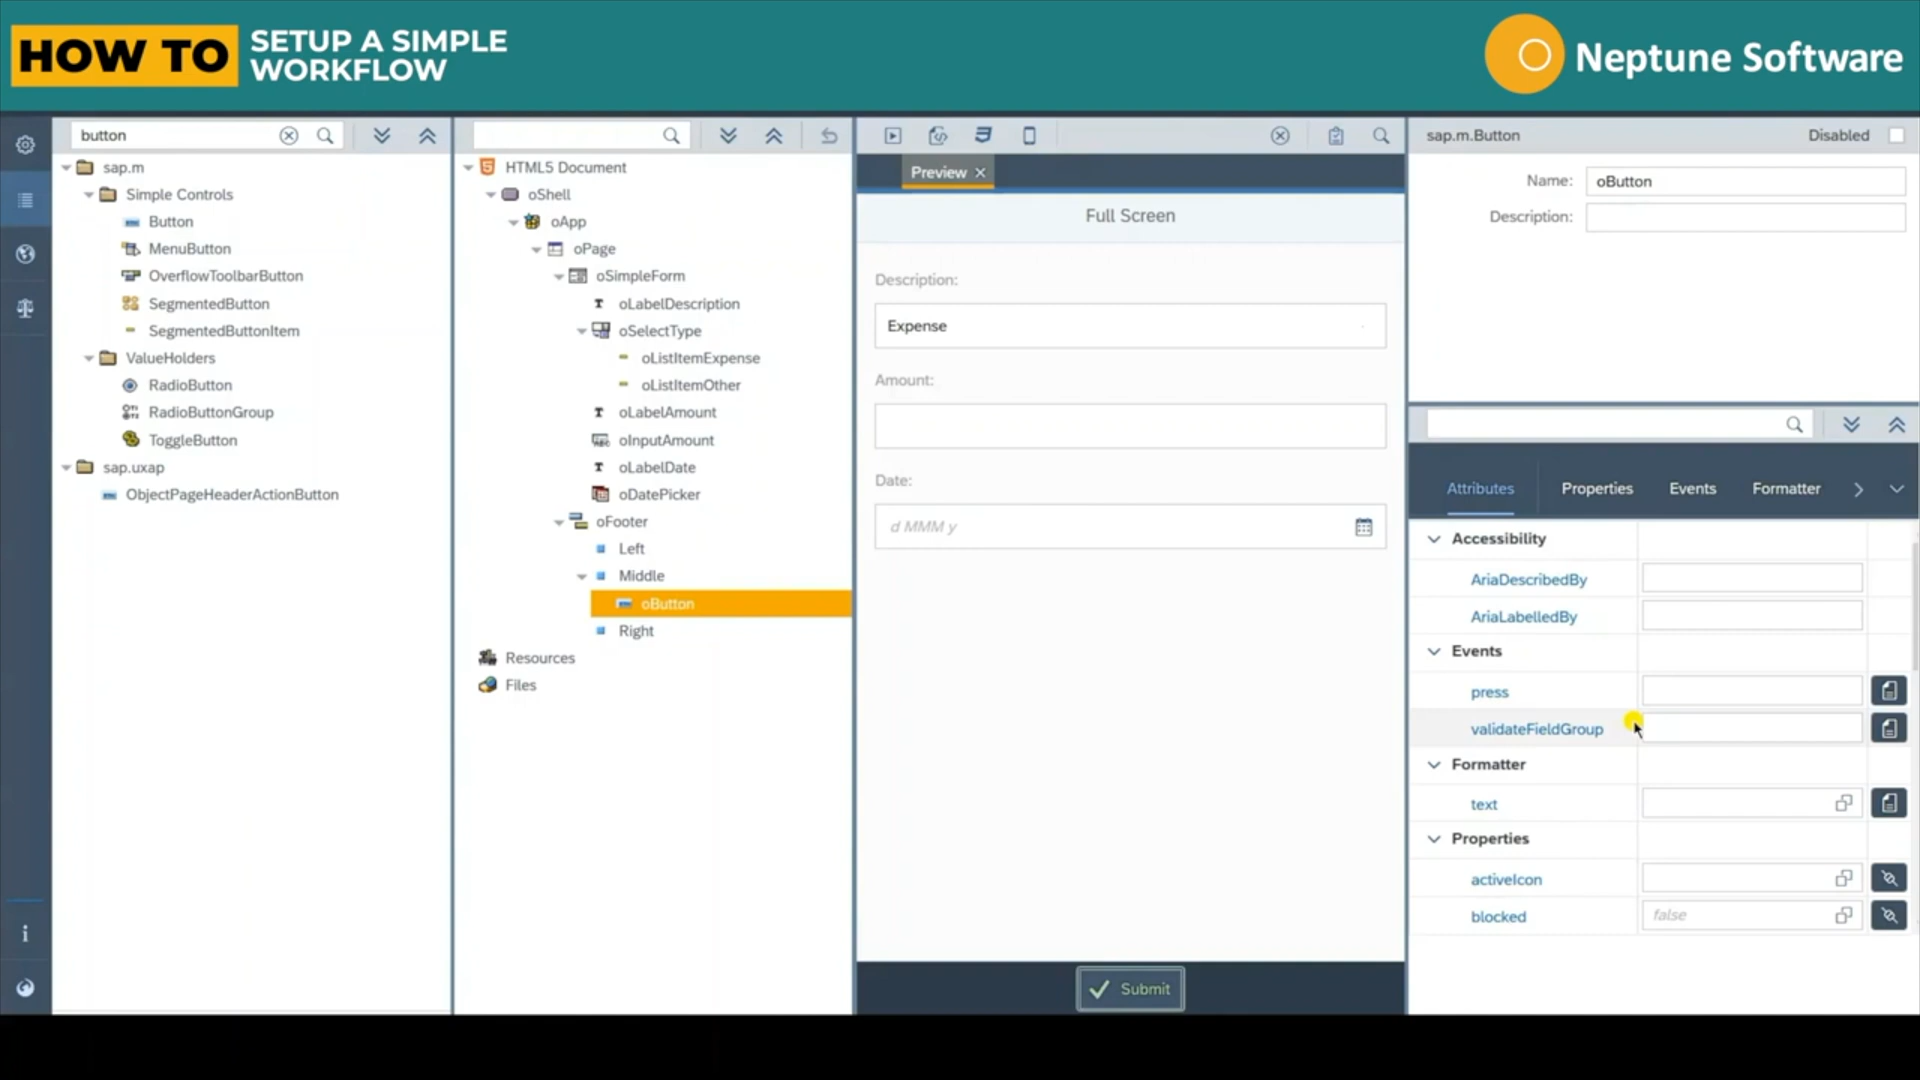 HOW TO
SETUP A SIMPLE
WORKFLOW
Neptune Software
button
sap.m
Simple Controls
Button
MenuButton
OverflowToolbarButton
SegmentedButton
SegmentedButtonItem
ValueHolders
RadioButton
RadioButtonGroup
ToggleButton
sap.uxap
ObjectPageHeaderActionButton
HTML5 Document
oShell
oApp
oPage
oSimpleForm
oLabelDescription
oSelectType
oListItemExpense
oListItemOther
oLabelAmount
oInputAmount
oLabelDate
oDatePicker
oFooter
Left
Middle
oButton
Right
Resources
Files
Preview
Full Screen
Description:
Expense
Amount:
Date:
d MMM y
Submit
sap.m.Button
Disabled
Name: oButton
Description:
Attributes Properties Events Formatter
Accessibility
AriaDescribedBy
AriaLabelledBy
Events
press
validateFieldGroup
Formatter
text
Properties
activeIcon
blocked false